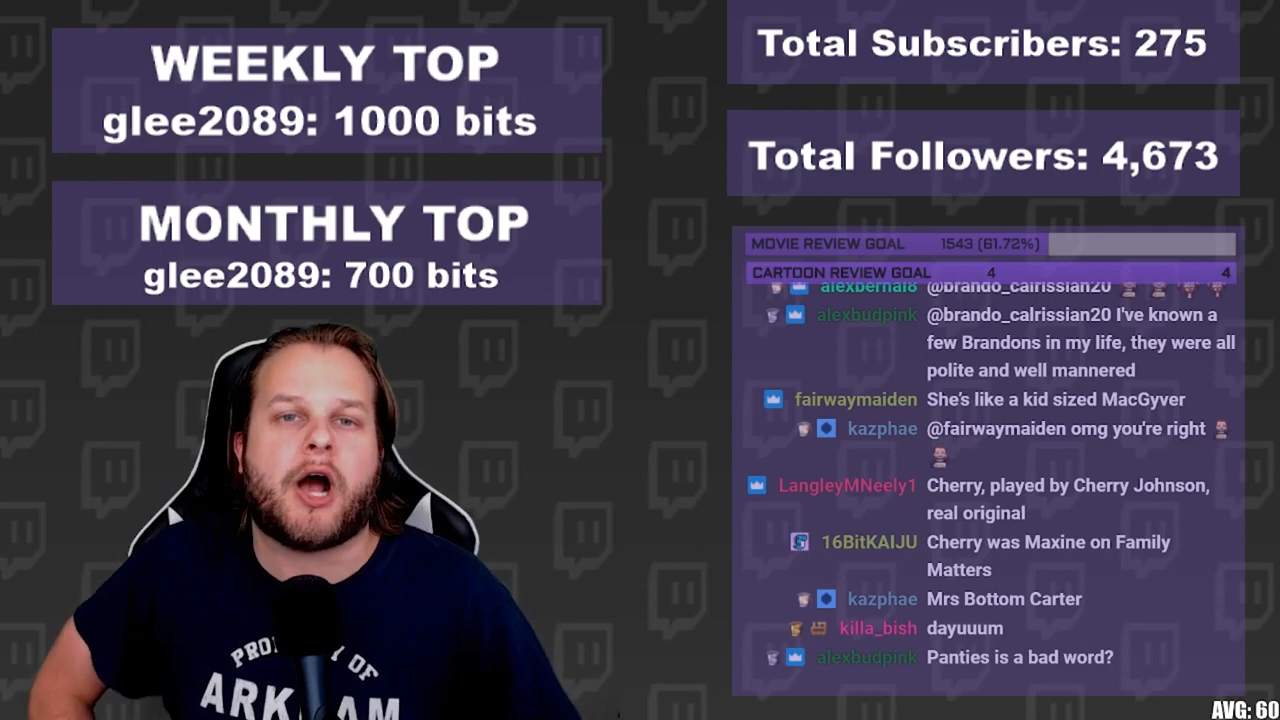 WEEKLY TOP
glee2089: 1000 bits
MONTHLY TOP
glee2089: 700 bits
Total Subscribers: 275
Total Followers: 4,673
MOVIE REVIEW GOAL 1543 (61.72%)
CARTOON REVIEW GOAL 4 4
alexbernal8 @brando_calrissian20
alexbudpink @brando_calrissian20 I've known a
few Brandons in my life, they were all
polite and well mannered
fairwaymaiden She's like a kid sized MacGyver
kazphae @fairwaymaiden omg you're right
LangleyMNeely1 Cherry, played by Cherry Johnson,
real original
16BitKAIJU Cherry was Maxine on Family
Matters
kazphae Mrs Bottom Carter
killa_bish dayuuum
alexbudpink Panties is a bad word?
OF
ARKHAM
AVG: 60